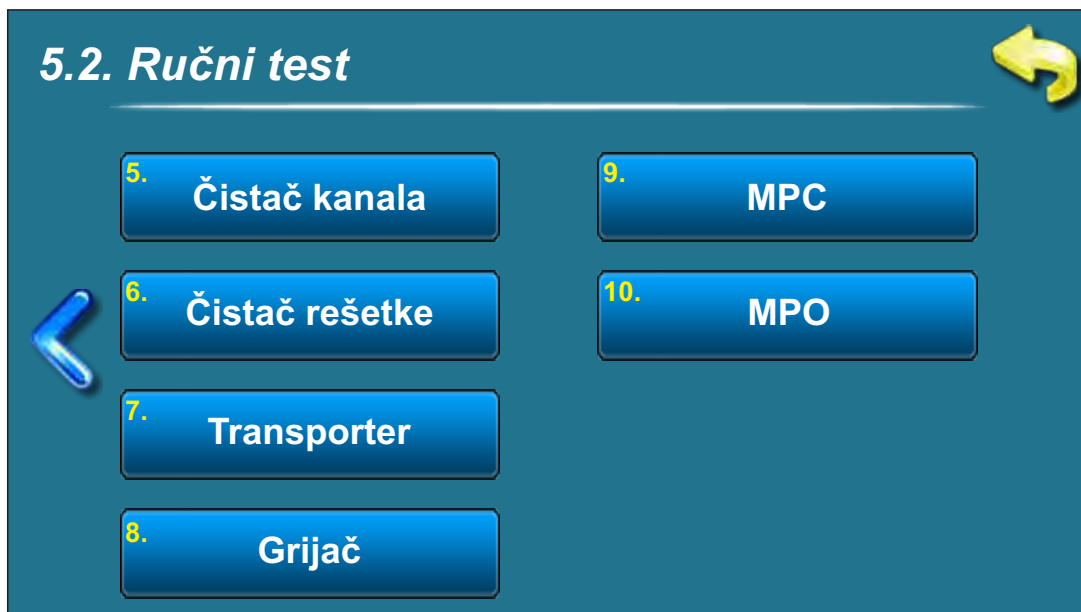 5.2. Ručni test
5.
Čistač kanala
6.
Čistač rešetke
7.
Transporter
8.
Grijač
9.
MPC
10.
MPO